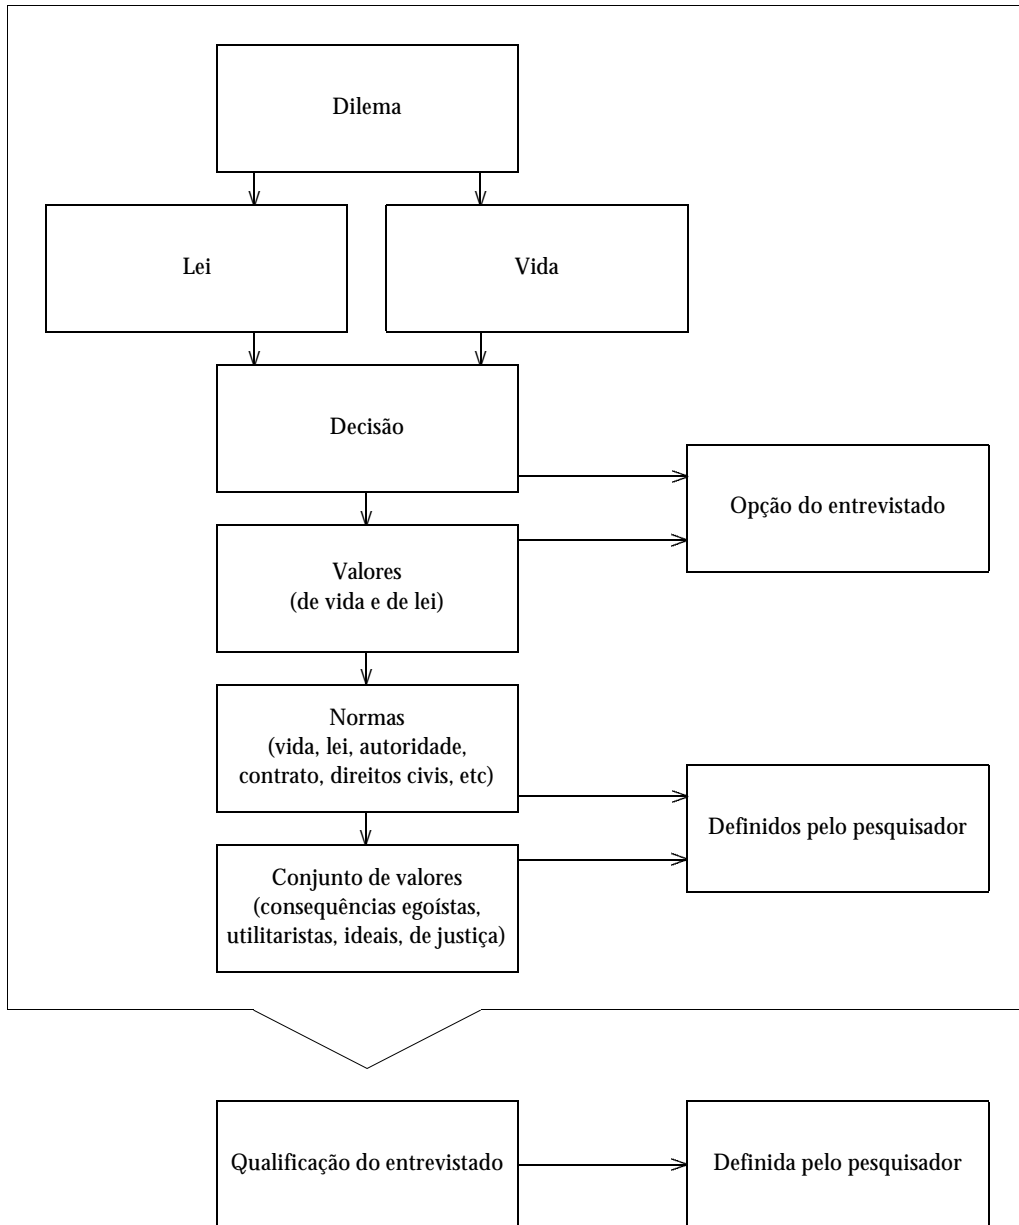 Dilema
Lei
Vida
Decisão
Opção do entrevistado
Valores
(de vida e de lei)
Normas
(vida, lei, autoridade,
contrato, direitos civis, etc)
Definidos pelo pesquisador
Conjunto de valores
(consequências egoístas,
utilitaristas, ideais, de justiça)
Qualificação do entrevistado
Definida pelo pesquisador